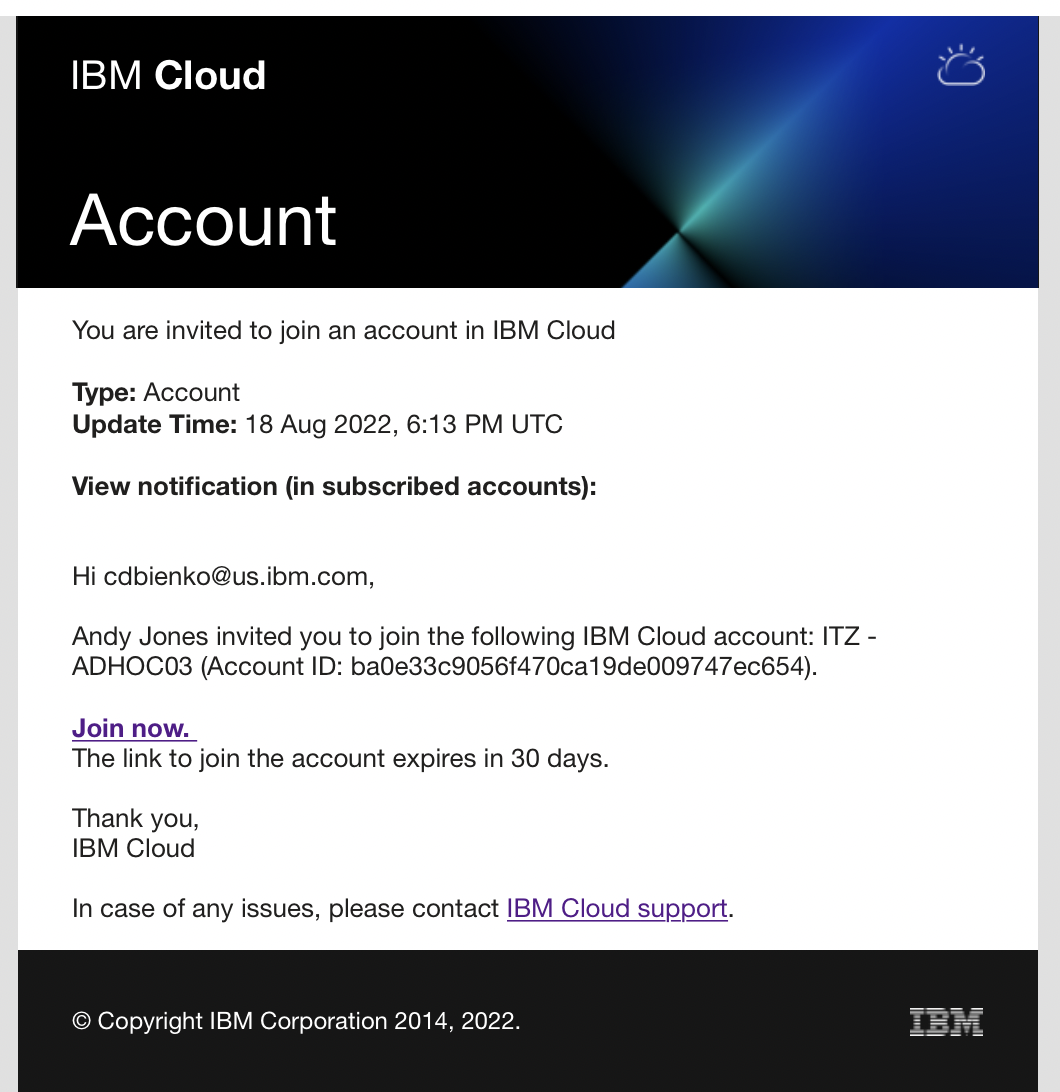 IBM Cloud
Account
You are invited to join an account in IBM Cloud
Type: Account
Update Time: 18 Aug 2022, 6:13 PM UTC
View notification (in subscribed accounts):
Hi cdbienko@us.ibm.com,
Andy Jones invited you to join the following IBM Cloud account: ITZ -
ADHOC03 (Account ID: ba0e33c9056f470ca19de009747ec654).
Join now.
The link to join the account expires in 30 days.
Thank you,
IBM Cloud
In case of any issues, please contact IBM Cloud support.
© Copyright IBM Corporation 2014, 2022.
IBM